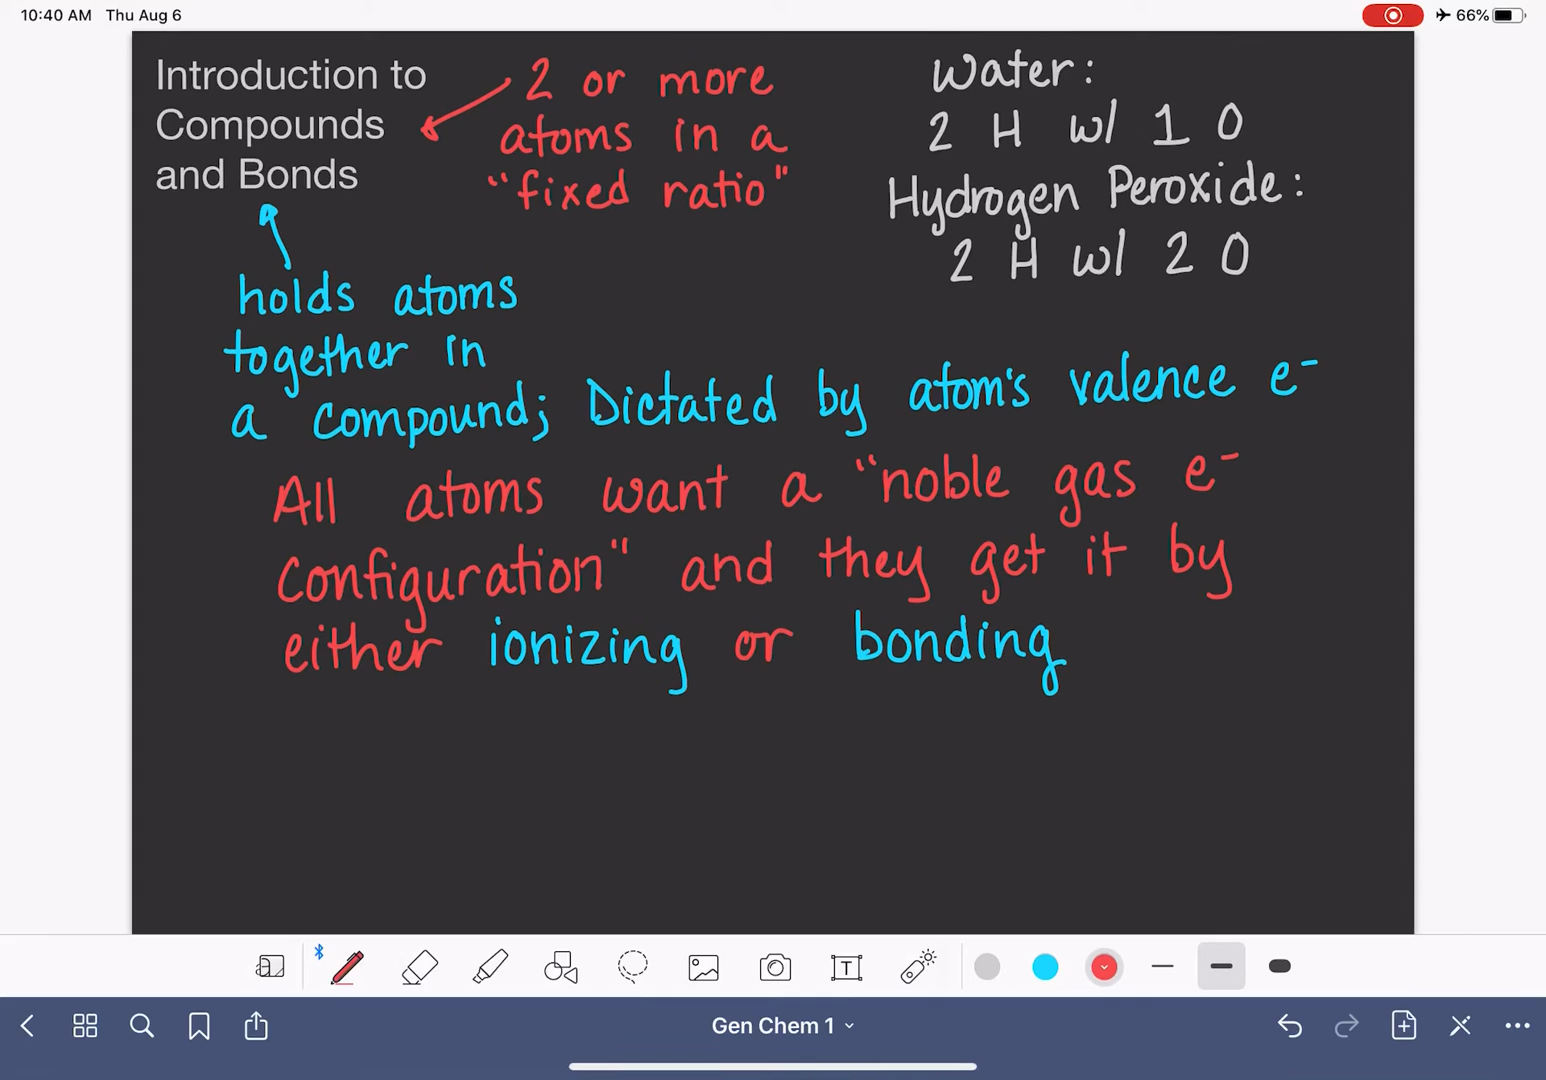 10:40 AM Thu Aug 6
66%
Introduction to
Compounds
and Bonds
2 or more
atoms in a
"fixed ratio"
Water:
2 H w/ 1 O
Hydrogen Peroxide:
2 H w/ 2 O
holds atoms
together in
a compound; Dictated by atom's valence e⁻
All atoms want a "noble gas e⁻
configuration" and they get it by
either ionizing or bonding
T
Gen Chem 1